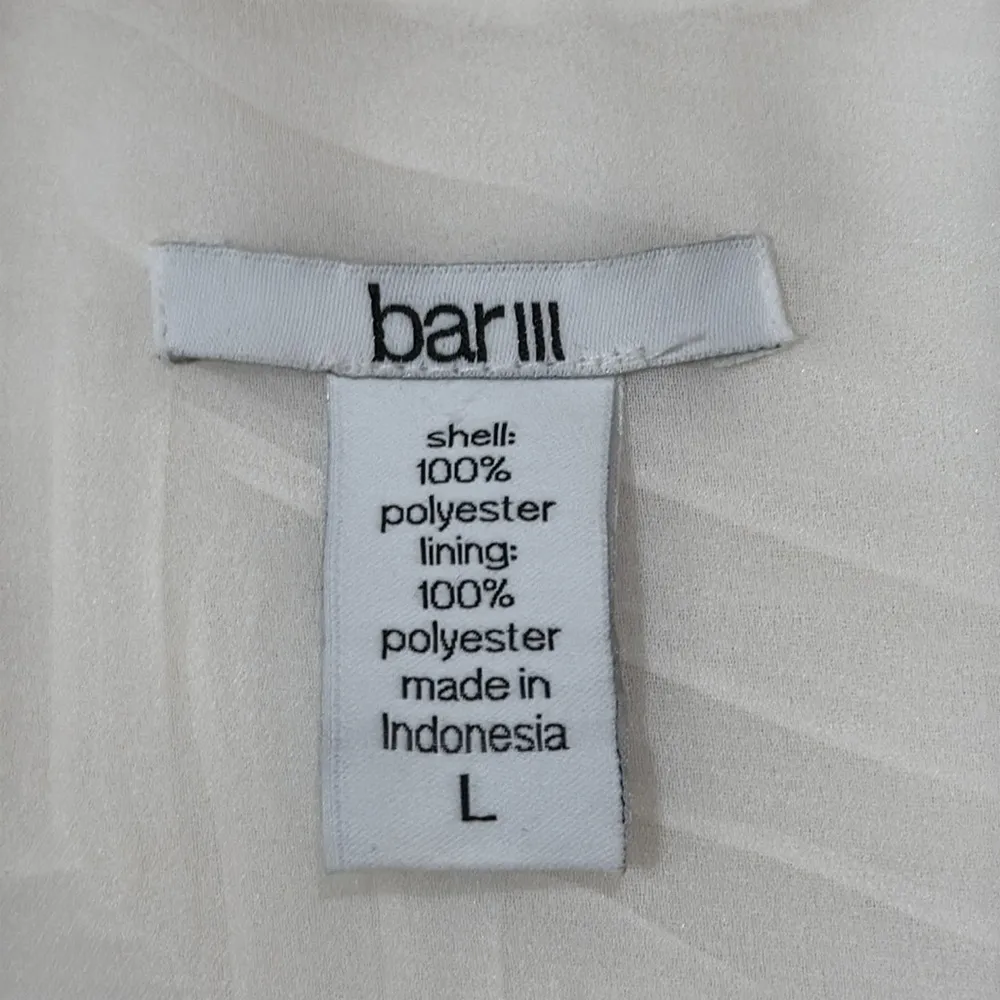 bar III
shell:
100%
polyester
lining:
100%
polyester
made in
Indonesia
L